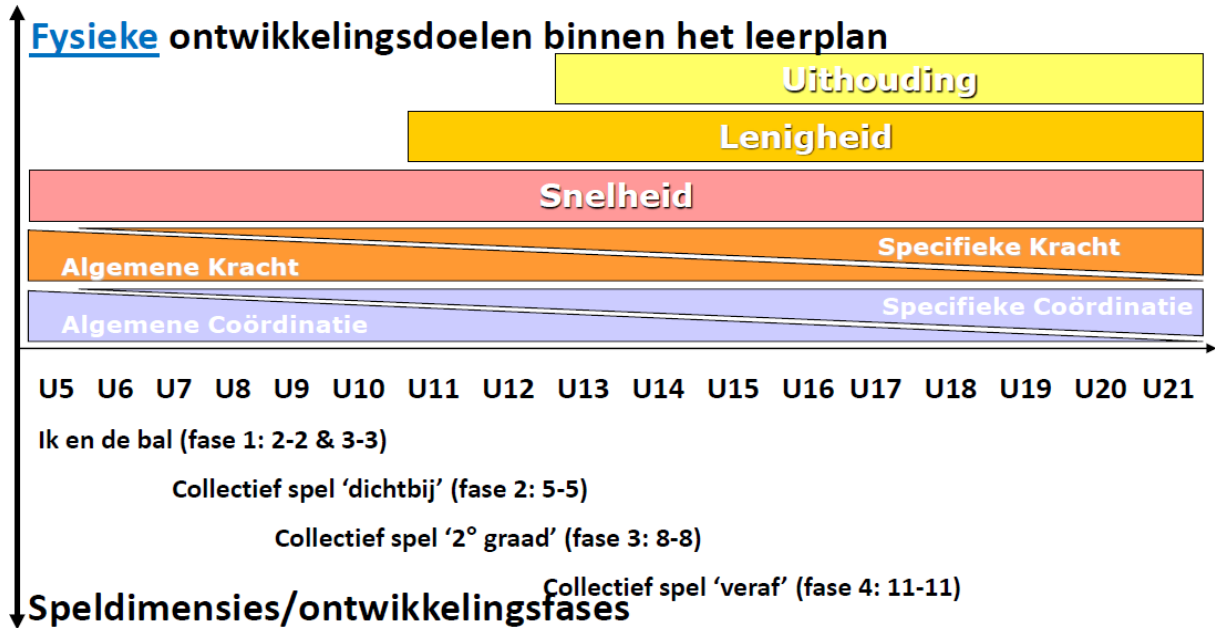 Fysieke ontwikkelingsdoelen binnen het leerplan
Uithouding
Lenigheid
Snelheid
Specifieke Kracht
Algemene Kracht
Specifieke Coördinatie
Algemene Coördinatie
U5 U6 U7 U8 U9 U10 U11 U12 U13 U14 U15 U16 U17 U18 U19 U20 U21
Ik en de bal (fase 1: 2-2 & 3-3)
Collectief spel ‘dichtbij’ (fase 2: 5-5)
Collectief spel ‘2° graad’ (fase 3: 8-8)
Collectief spel ‘veraf’ (fase 4: 11-11)
Speldimensies/ontwikkelingsfases